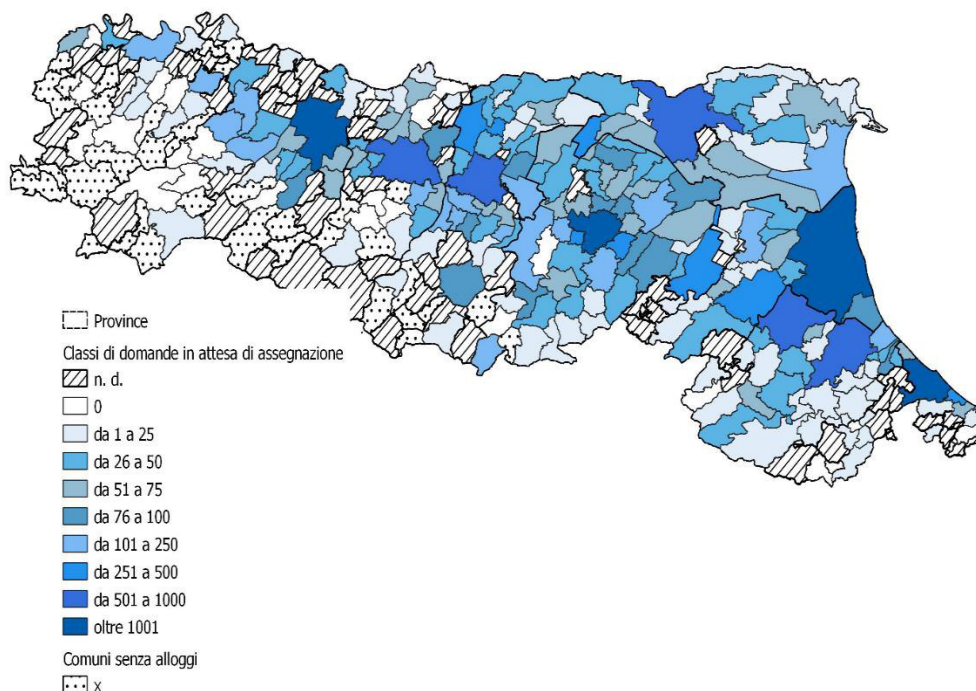 Province
Classi di domande in attesa di assegnazione
n. d.
0
da 1 a 25
da 26 a 50
da 51 a 75
da 76 a 100
da 101 a 250
da 251 a 500
da 501 a 1000
oltre 1001
Comuni senza alloggi
x